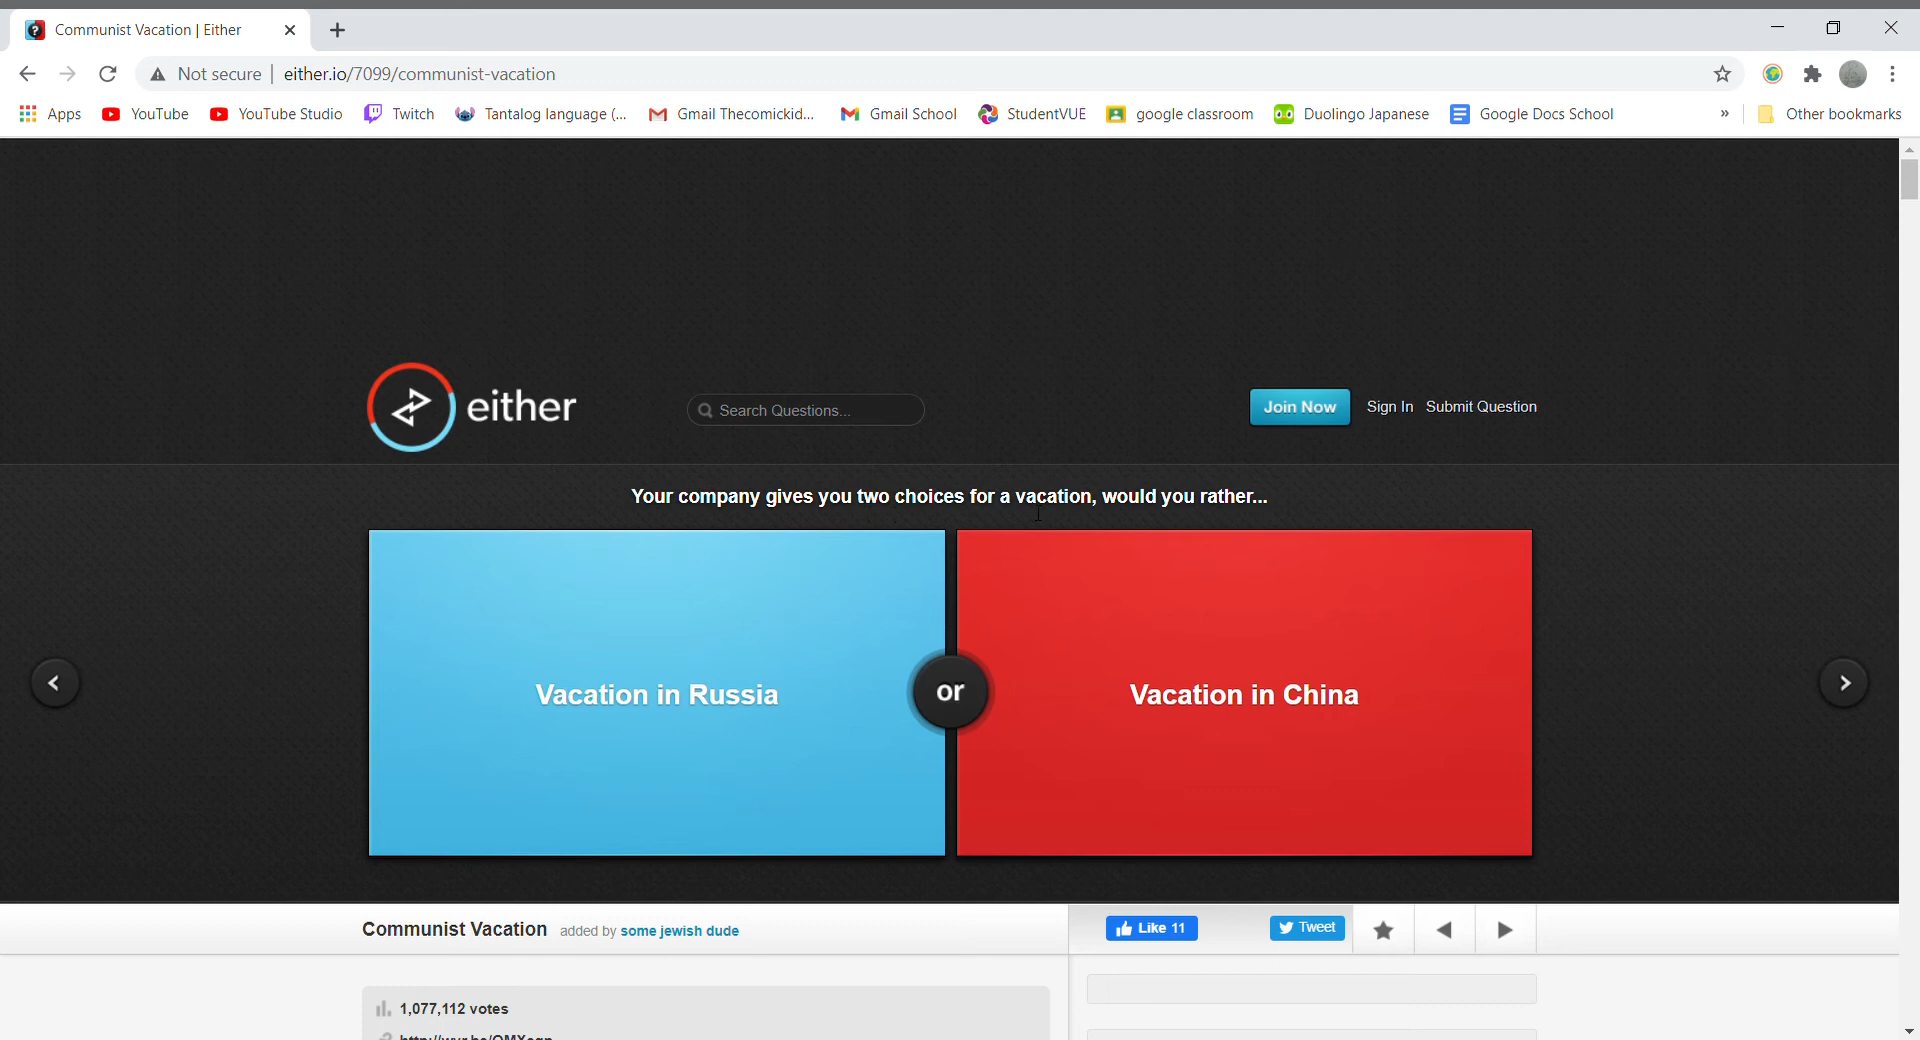 Communist Vacation | Either
Not secure
either.io/7099/communist-vacation
Apps
YouTube
YouTube Studio
Twitch
Tantalog language (...
Gmail Thecomickid...
Gmail School
StudentVUE
google classroom
Duolingo Japanese
Google Docs School
»
Other bookmarks
either
Search Questions...
Join Now
Sign In
Submit Question
Your company gives you two choices for a vacation, would you rather...
Vacation in Russia
or
Vacation in China
Communist Vacation added by some jewish dude
Like 11
Tweet
1,077,112 votes